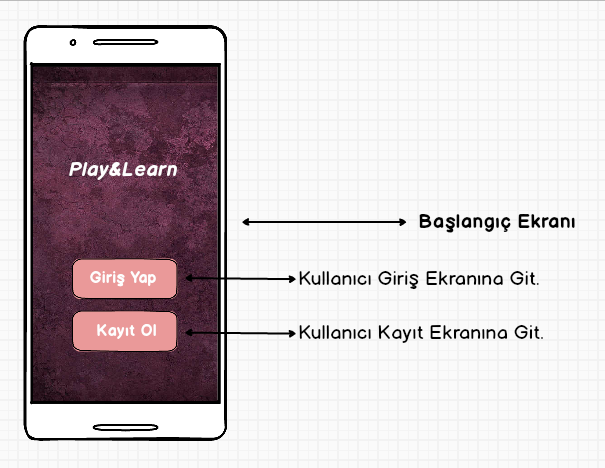 Play&Learn
Başlangıç Ekranı
Giriş Yap
Kullanıcı Giriş Ekranına Git.
Kayıt Ol
Kullanıcı Kayıt Ekranına Git.